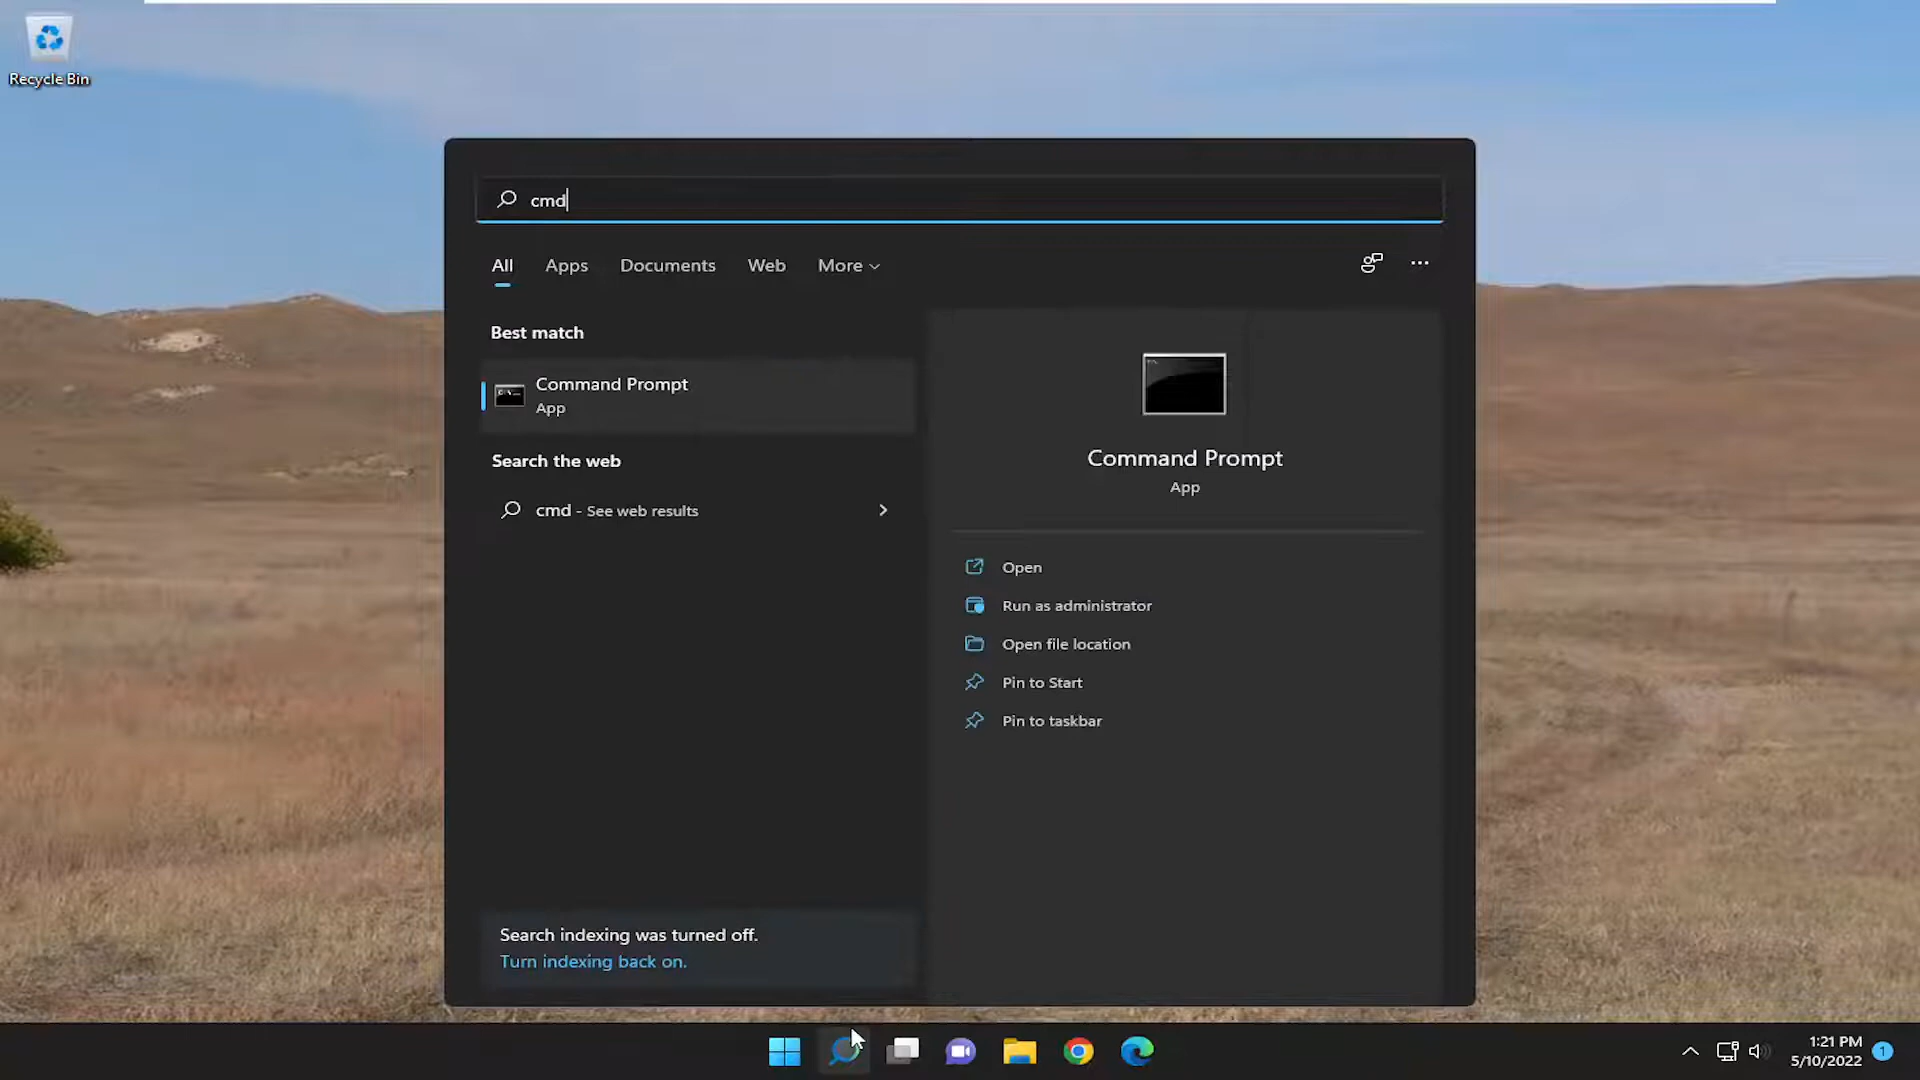 Recycle Bin
cmd
All Apps Documents Web More
Best match
Command Prompt
App
Search the web
cmd - See web results
Command Prompt
App
Open
Run as administrator
Open file location
Pin to Start
Pin to taskbar
Search indexing was turned off.
Turn indexing back on.
1:21 PM
5/10/2022
1